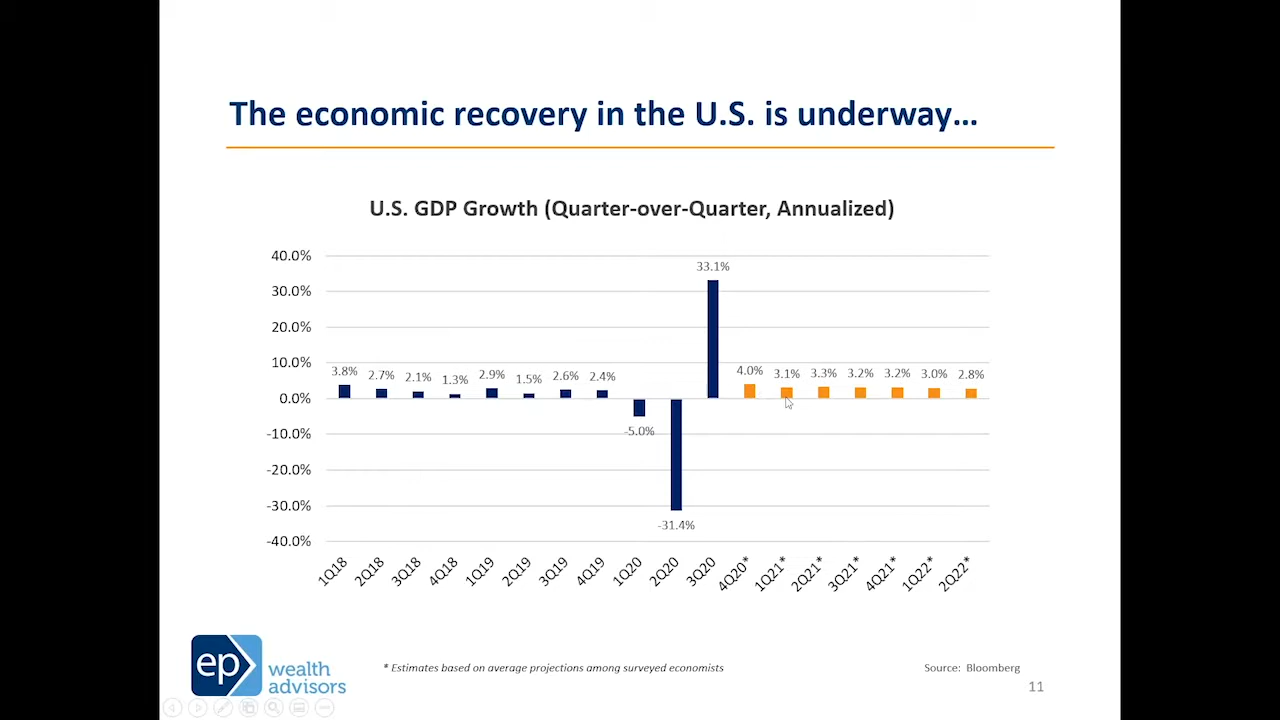 The economic recovery in the U.S. is underway…
U.S. GDP Growth (Quarter-over-Quarter, Annualized)
40.0%
30.0%
20.0%
10.0%
0.0%
-10.0%
-20.0%
-30.0%
-40.0%
3.8%
2.7%
2.1%
1.3%
2.9%
1.5%
2.6%
2.4%
-5.0%
-31.4%
33.1%
4.0%
3.1%
3.3%
3.2%
3.2%
3.0%
2.8%
1Q18
2Q18
3Q18
4Q18
1Q19
2Q19
3Q19
4Q19
1Q20
2Q20
3Q20
4Q20*
1Q21*
2Q21*
3Q21*
4Q21*
1Q22*
2Q22*
ep
wealth
advisors
* Estimates based on average projections among surveyed economists
Source: Bloomberg
11